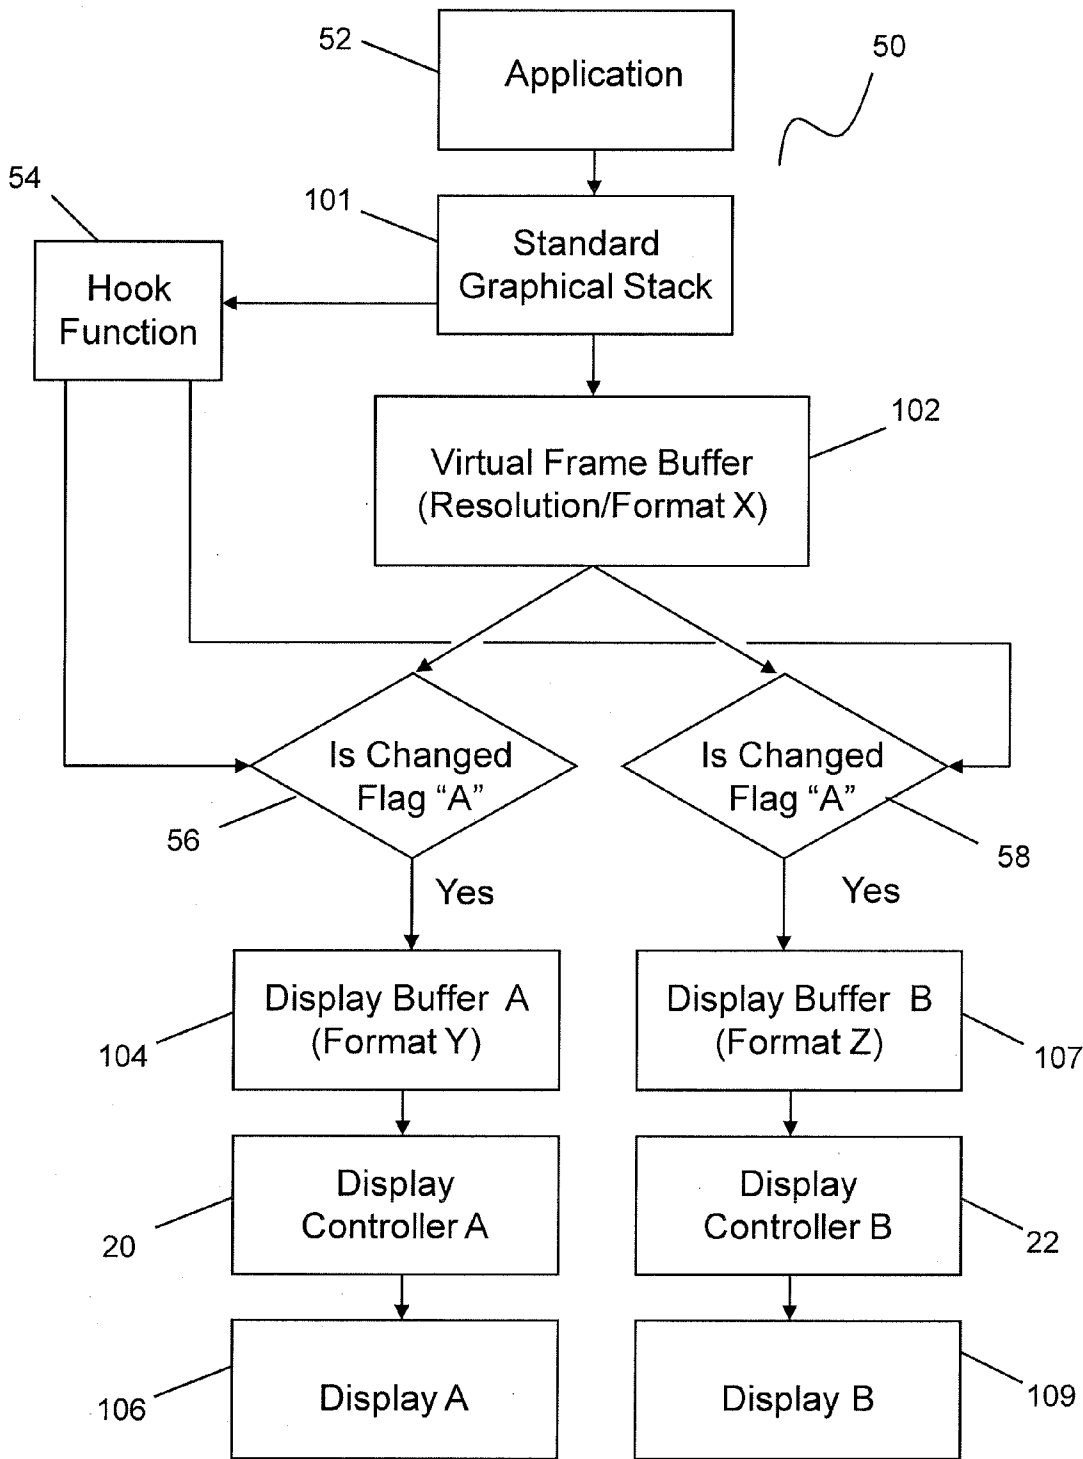 52
Application
50
54
101
Standard
Graphical Stack
Hook
Function
102
Virtual Frame Buffer
(Resolution/Format X)
Is Changed
Flag “A”
Is Changed
Flag “A”
56
58
Yes
Yes
Display Buffer A
(Format Y)
Display Buffer B
(Format Z)
104
107
Display
Controller A
Display
Controller B
20
22
Display A
Display B
106
109